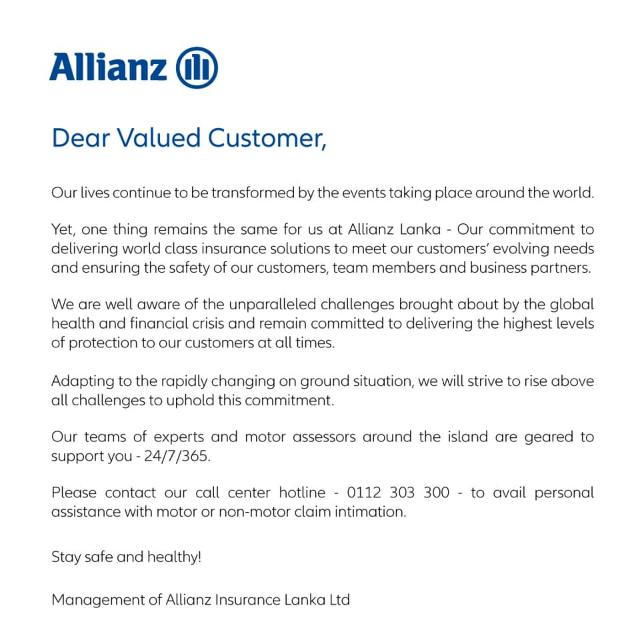 Allianz
Dear Valued Customer,
Our lives continue to be transformed by the events taking place around the world.
Yet, one thing remains the same for us at Allianz Lanka - Our commitment to
delivering world class insurance solutions to meet our customers' evolving needs
and ensuring the safety of our customers, team members and business partners.
We are well aware of the unparalleled challenges brought about by the global
health and financial crisis and remain committed to delivering the highest levels
of protection to our customers at all times.
Adapting to the rapidly changing on ground situation, we will strive to rise above
all challenges to uphold this commitment.
Our teams of experts and motor assessors around the island are geared to
support you - 24/7/365.
Please contact our call center hotline - 0112 303 300 - to avail personal
assistance with motor or non-motor claim intimation.
Stay safe and healthy!
Management of Allianz Insurance Lanka Ltd